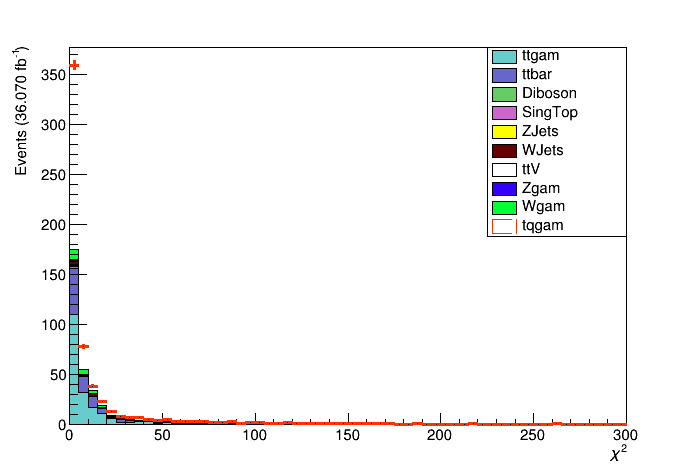 Events (36.070 fb⁻¹)
350
300
250
200
150
100
50
0
0 50 100 150 200 250 300
χ²
ttgam
ttbar
Diboson
SingTop
ZJets
WJets
ttV
Zgam
Wgam
tqgam